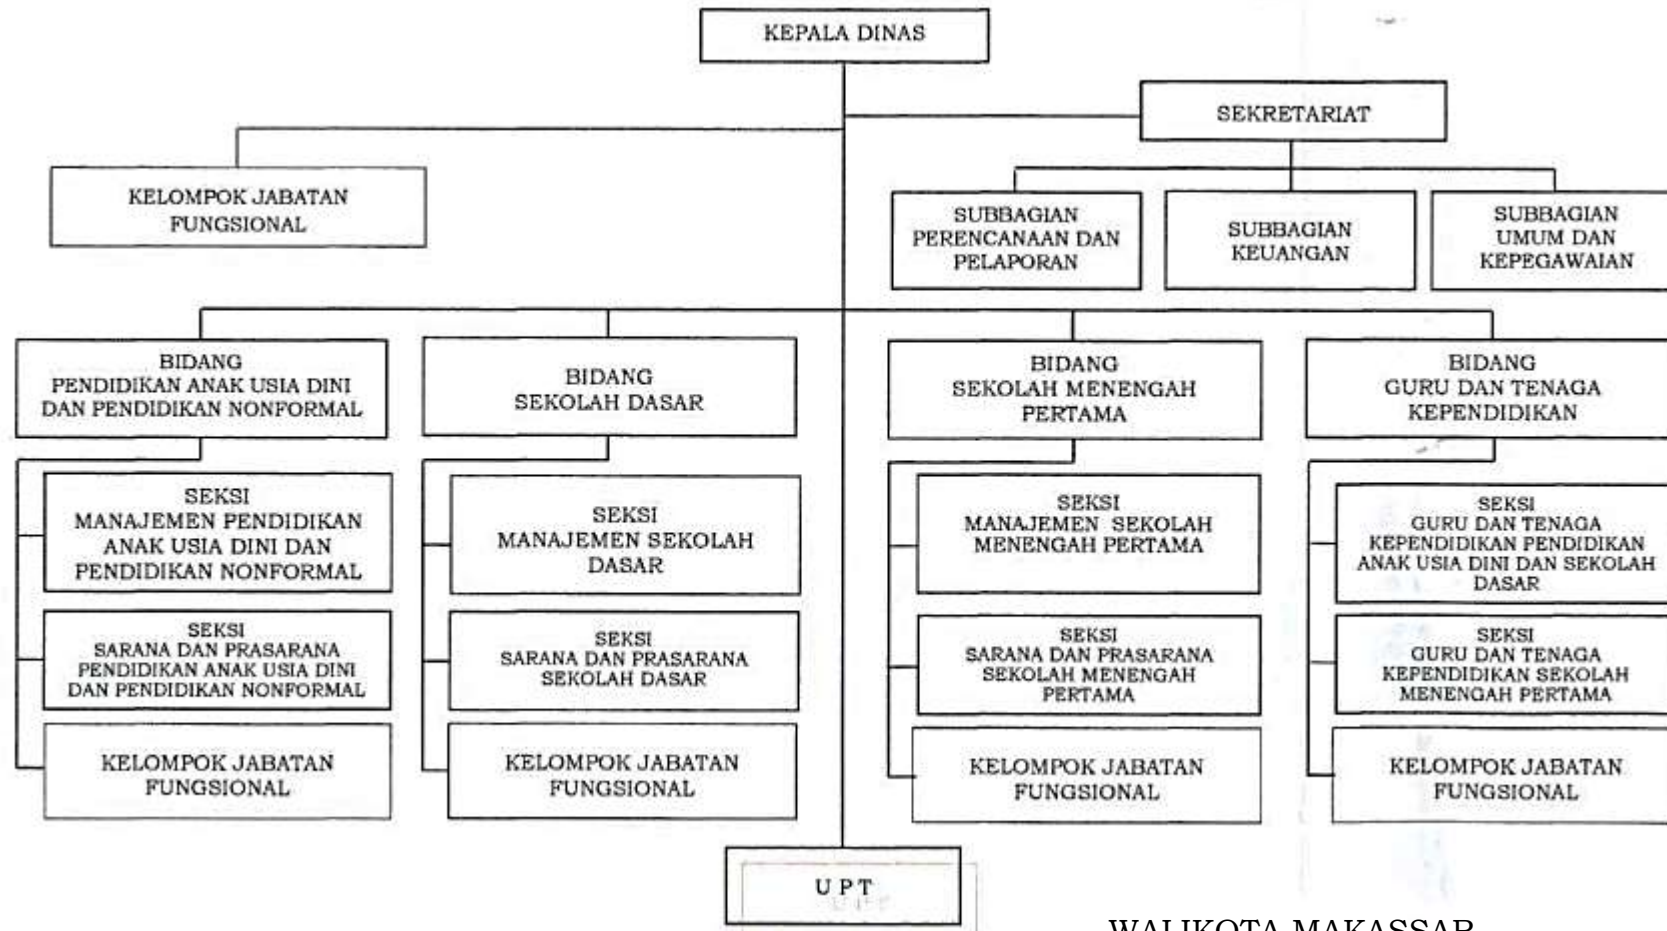 KEPALA DINAS
SEKRETARIAT
KELOMPOK JABATAN
FUNGSIONAL
SUBBAGIAN
PERENCANAAN DAN
PELAPORAN
SUBBAGIAN
KEUANGAN
SUBBAGIAN
UMUM DAN
KEPEGAWAIAN
BIDANG
PENDIDIKAN ANAK USIA DINI
DAN PENDIDIKAN NONFORMAL
BIDANG
SEKOLAH DASAR
BIDANG
SEKOLAH MENENGAH
PERTAMA
BIDANG
GURU DAN TENAGA
KEPENDIDIKAN
SEKSI
MANAJEMEN PENDIDIKAN
ANAK USIA DINI DAN
PENDIDIKAN NONFORMAL
SEKSI
MANAJEMEN SEKOLAH
DASAR
SEKSI
MANAJEMEN SEKOLAH
MENENGAH PERTAMA
SEKSI
GURU DAN TENAGA
KEPENDIDIKAN PENDIDIKAN
ANAK USIA DINI DAN SEKOLAH
DASAR
SEKSI
SARANA DAN PRASARANA
PENDIDIKAN ANAK USIA DINI
DAN PENDIDIKAN NONFORMAL
SEKSI
SARANA DAN PRASARANA
SEKOLAH DASAR
SEKSI
SARANA DAN PRASARANA
SEKOLAH MENENGAH
PERTAMA
SEKSI
GURU DAN TENAGA
KEPENDIDIKAN SEKOLAH
MENENGAH PERTAMA
KELOMPOK JABATAN
FUNGSIONAL
KELOMPOK JABATAN
FUNGSIONAL
KELOMPOK JABATAN
FUNGSIONAL
KELOMPOK JABATAN
FUNGSIONAL
U P T
WALIKOTA MAKASSAR